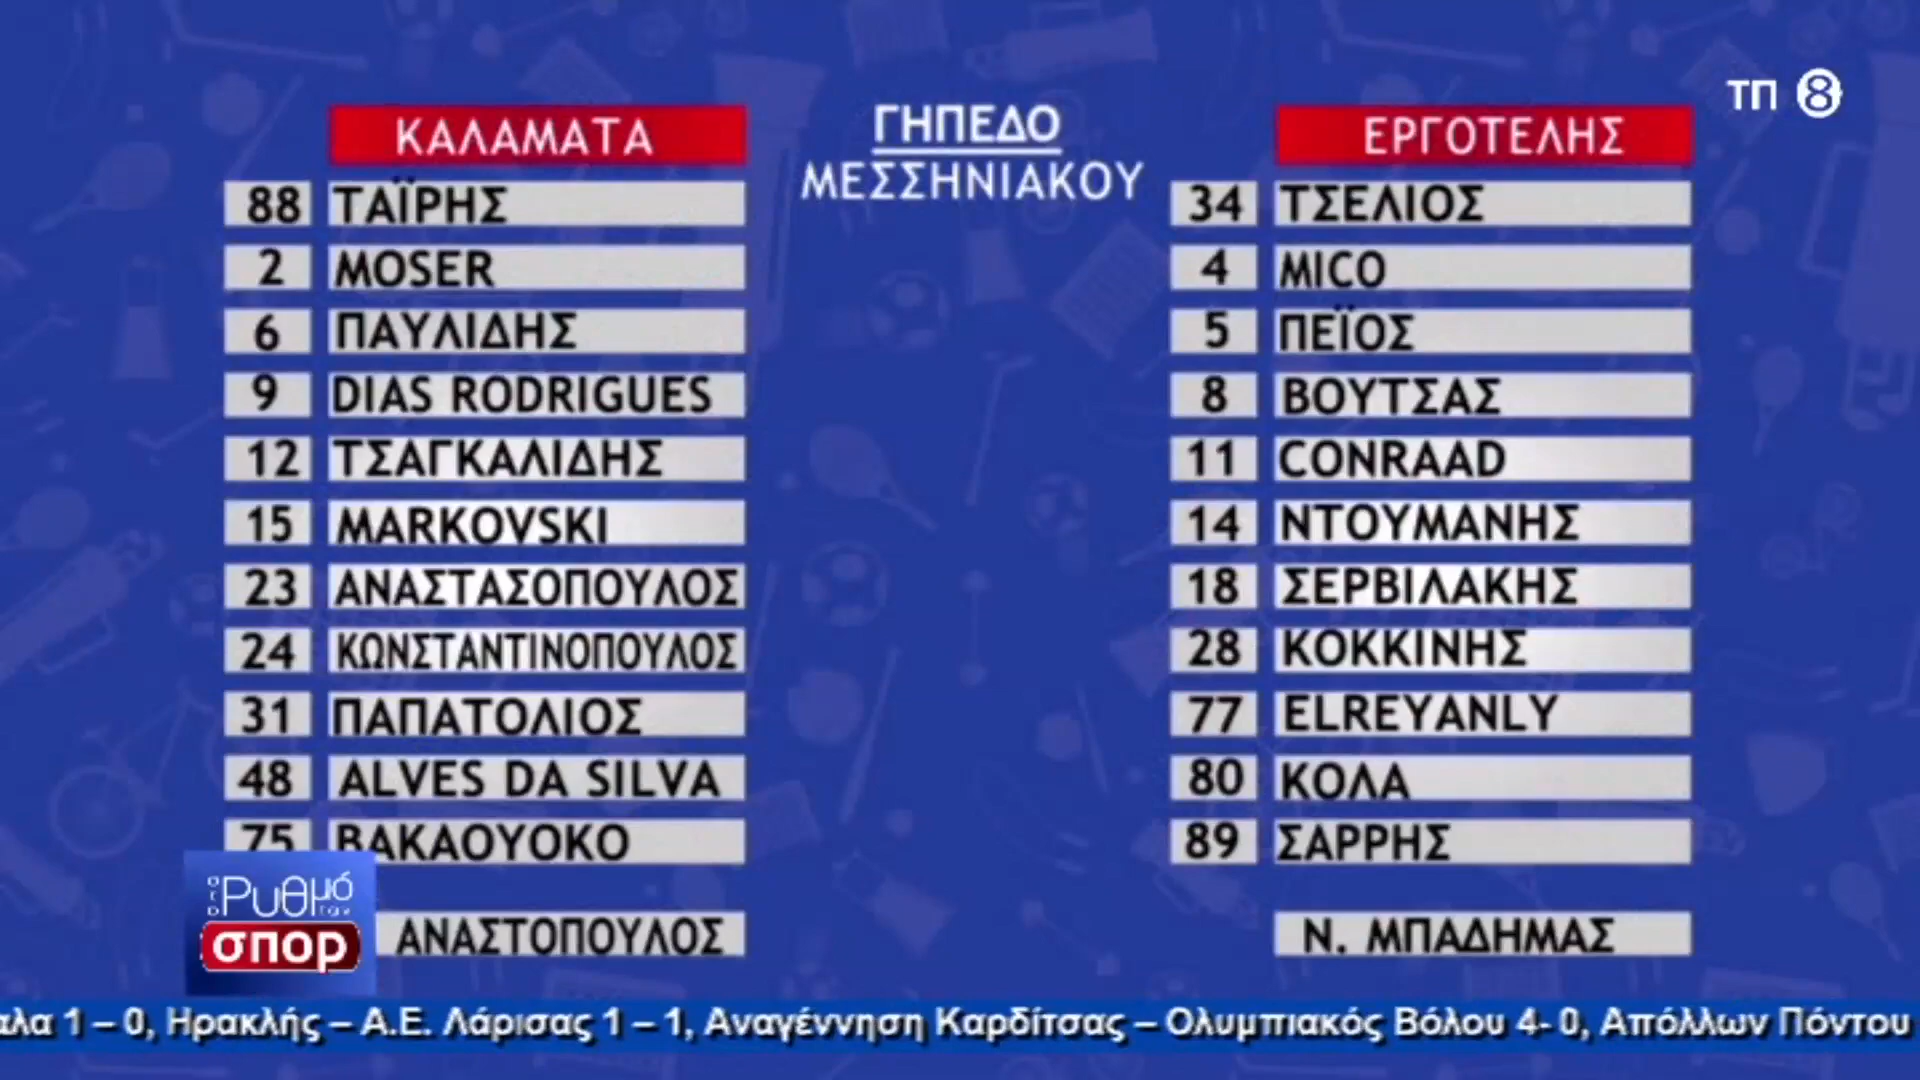 ΤΠ 8
ΚΑΛΑΜΑΤΑ
88 ΤΑΪΡΗΣ
2 MOSER
6 ΠΑΥΛΙΔΗΣ
9 DIAS RODRIGUES
12 ΤΣΑΓΚΑΛΙΔΗΣ
15 MARKOVSKI
23 ΑΝΑΣΤΑΣΟΠΟΥΛΟΣ
24 ΚΩΝΣΤΑΝΤΙΝΟΠΟΥΛΟΣ
31 ΠΑΠΑΤΟΛΙΟΣ
48 ALVES DA SILVA
75 ΒΑΚΑΟΥΟΚΟ
ΑΝΑΣΤΟΠΟΥΛΟΣ
ΓΗΠΕΔΟ
ΜΕΣΣΗΝΙΑΚΟΥ
ΕΡΓΟΤΕΛΗΣ
34 ΤΣΕΛΙΟΣ
4 MICO
5 ΠΕΪΟΣ
8 ΒΟΥΤΣΑΣ
11 CONRAAD
14 ΝΤΟΥΜΑΝΗΣ
18 ΣΕΡΒΙΛΑΚΗΣ
28 ΚΟΚΚΙΝΗΣ
77 ELREYANLY
80 ΚΟΛΑ
89 ΣΑΡΡΗΣ
Ν. ΜΠΑΔΗΜΑΣ
στο Ρυθμό των
σπορ
αλα 1 – 0, Ηρακλής – Α.Ε. Λάρισας 1 – 1, Αναγέννηση Καρδίτσας – Ολυμπιακός Βόλου 4- 0, Απόλλων Πόντου